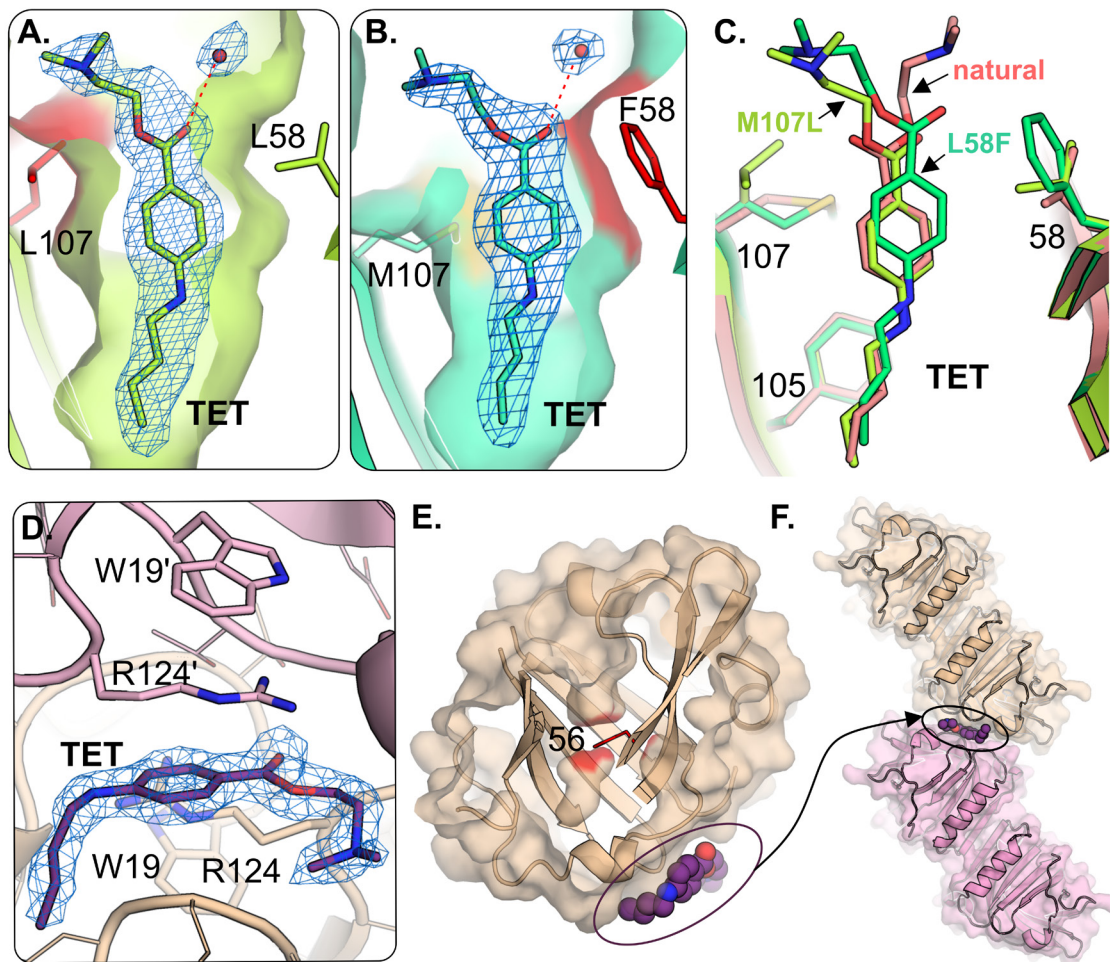 A.
L58
L107
TET
B.
F58
M107
TET
C.
natural
M107L
L58F
107
58
105
TET
D.
W19'
R124'
TET
W19
R124
E.
56
F.